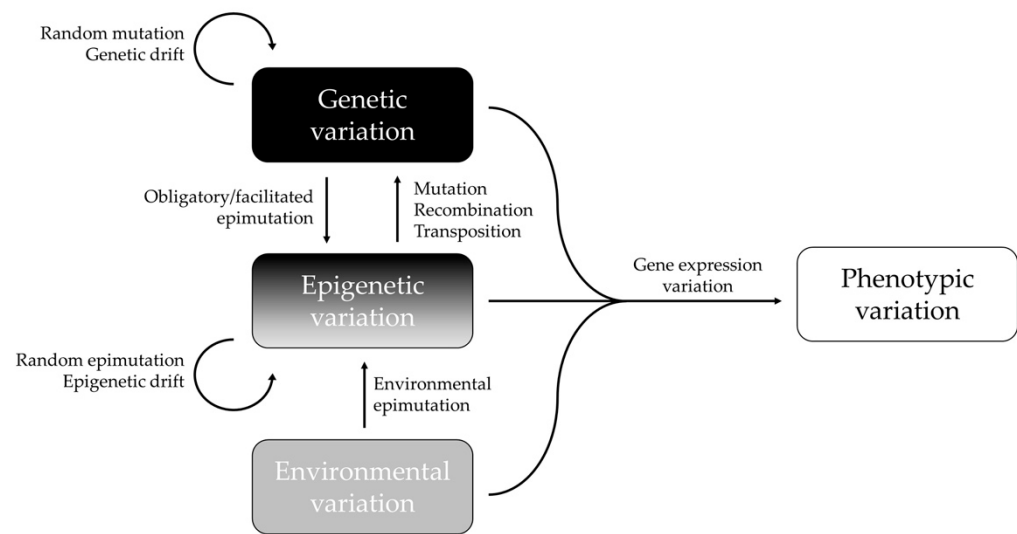 Random mutation
Genetic drift
Genetic
variation
Obligatory/facilitated
epimutation
Mutation
Recombination
Transposition
Epigenetic
variation
Gene expression
variation
Phenotypic
variation
Random epimutation
Epigenetic drift
Environmental
epimutation
Environmental
variation